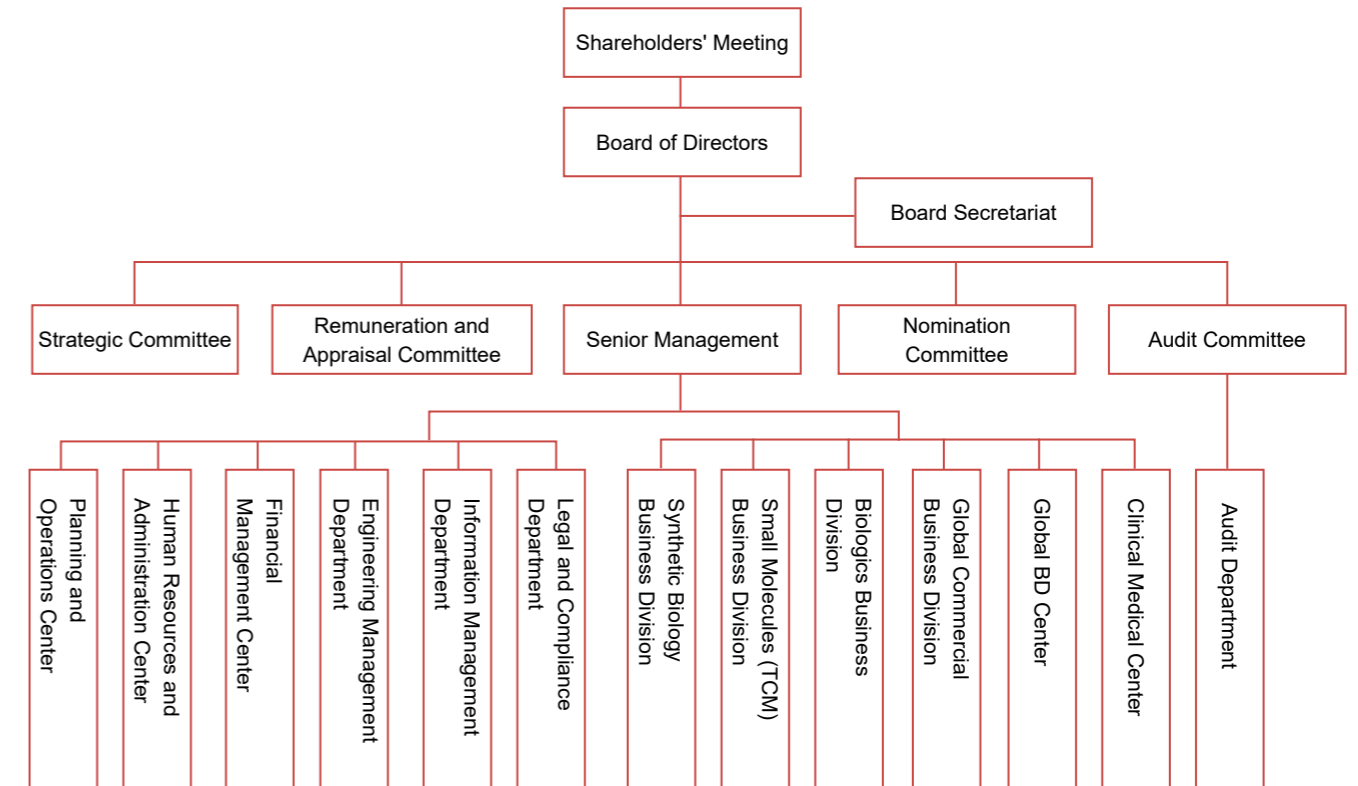 Shareholders' Meeting
Board of Directors
Board Secretariat
Strategic Committee
Remuneration and
Appraisal Committee
Senior Management
Nomination
Committee
Audit Committee
Planning and
Operations Center
Human Resources and
Administration Center
Financial
Management Center
Engineering Management
Department
Information Management
Department
Legal and Compliance
Department
Synthetic Biology
Business Division
Small Molecules (TCM)
Business Division
Biologics Business
Division
Global Commercial
Business Division
Global BD Center
Clinical Medical Center
Audit Department